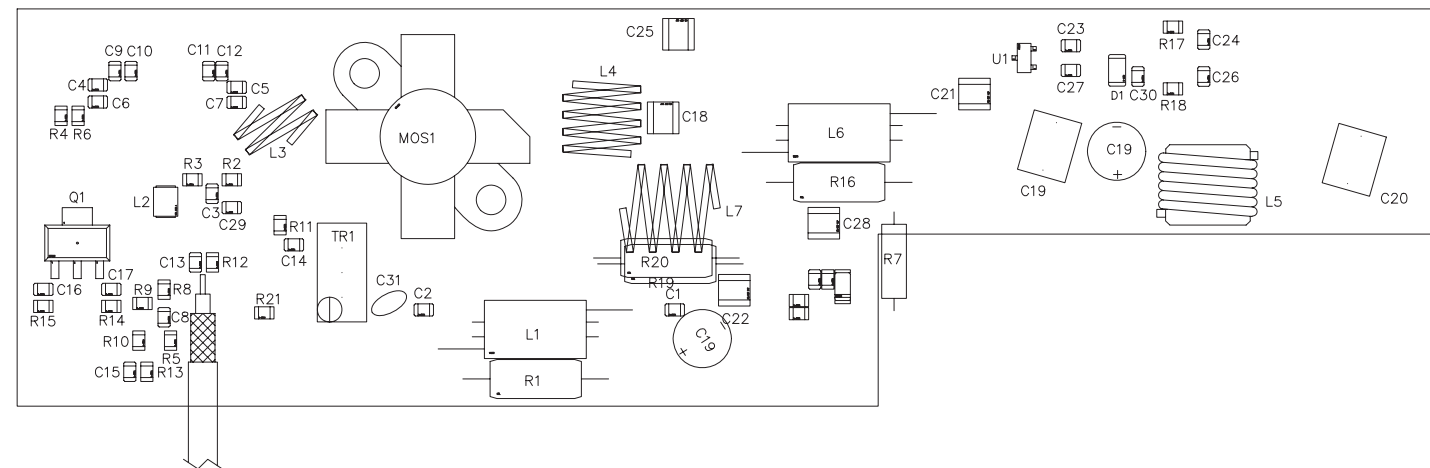 C25
C23
R17
C24
C9 C10
C11 C12
U1
L4
C4
C5
C26
C21
C27
D1 C30
C6
C7
R18
C18
R4 R6
MOS1
L6
L3
C19
R3 R2
R16
C19
C20
L2
C3
Q1
C29
L7
L5
R11
C28
TR1
C14
R7
C13 R12
R20
C17
R19
C16
R9 R8
C31
C2
C1
R15
R14
R21
C22
C8
L1
C19
R10
R5
C15 R13
R1